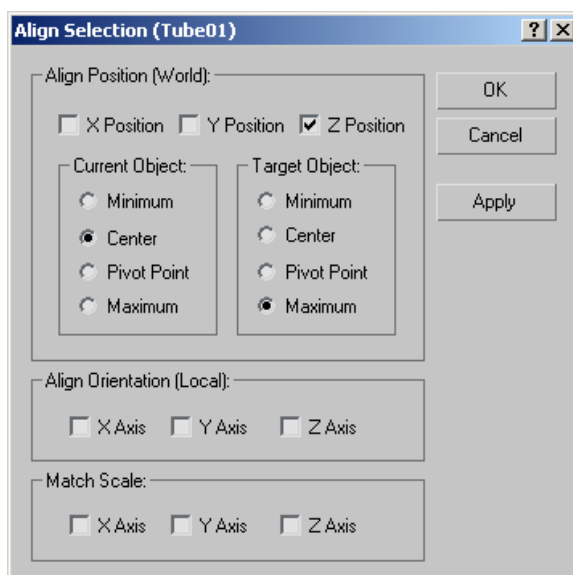 Align Selection (Tube01)
Align Position (World):
X Position Y Position Z Position
Current Object:
Minimum
Center
Pivot Point
Maximum
Target Object:
Minimum
Center
Pivot Point
Maximum
Align Orientation (Local):
X Axis Y Axis Z Axis
Match Scale:
X Axis Y Axis Z Axis
OK
Cancel
Apply